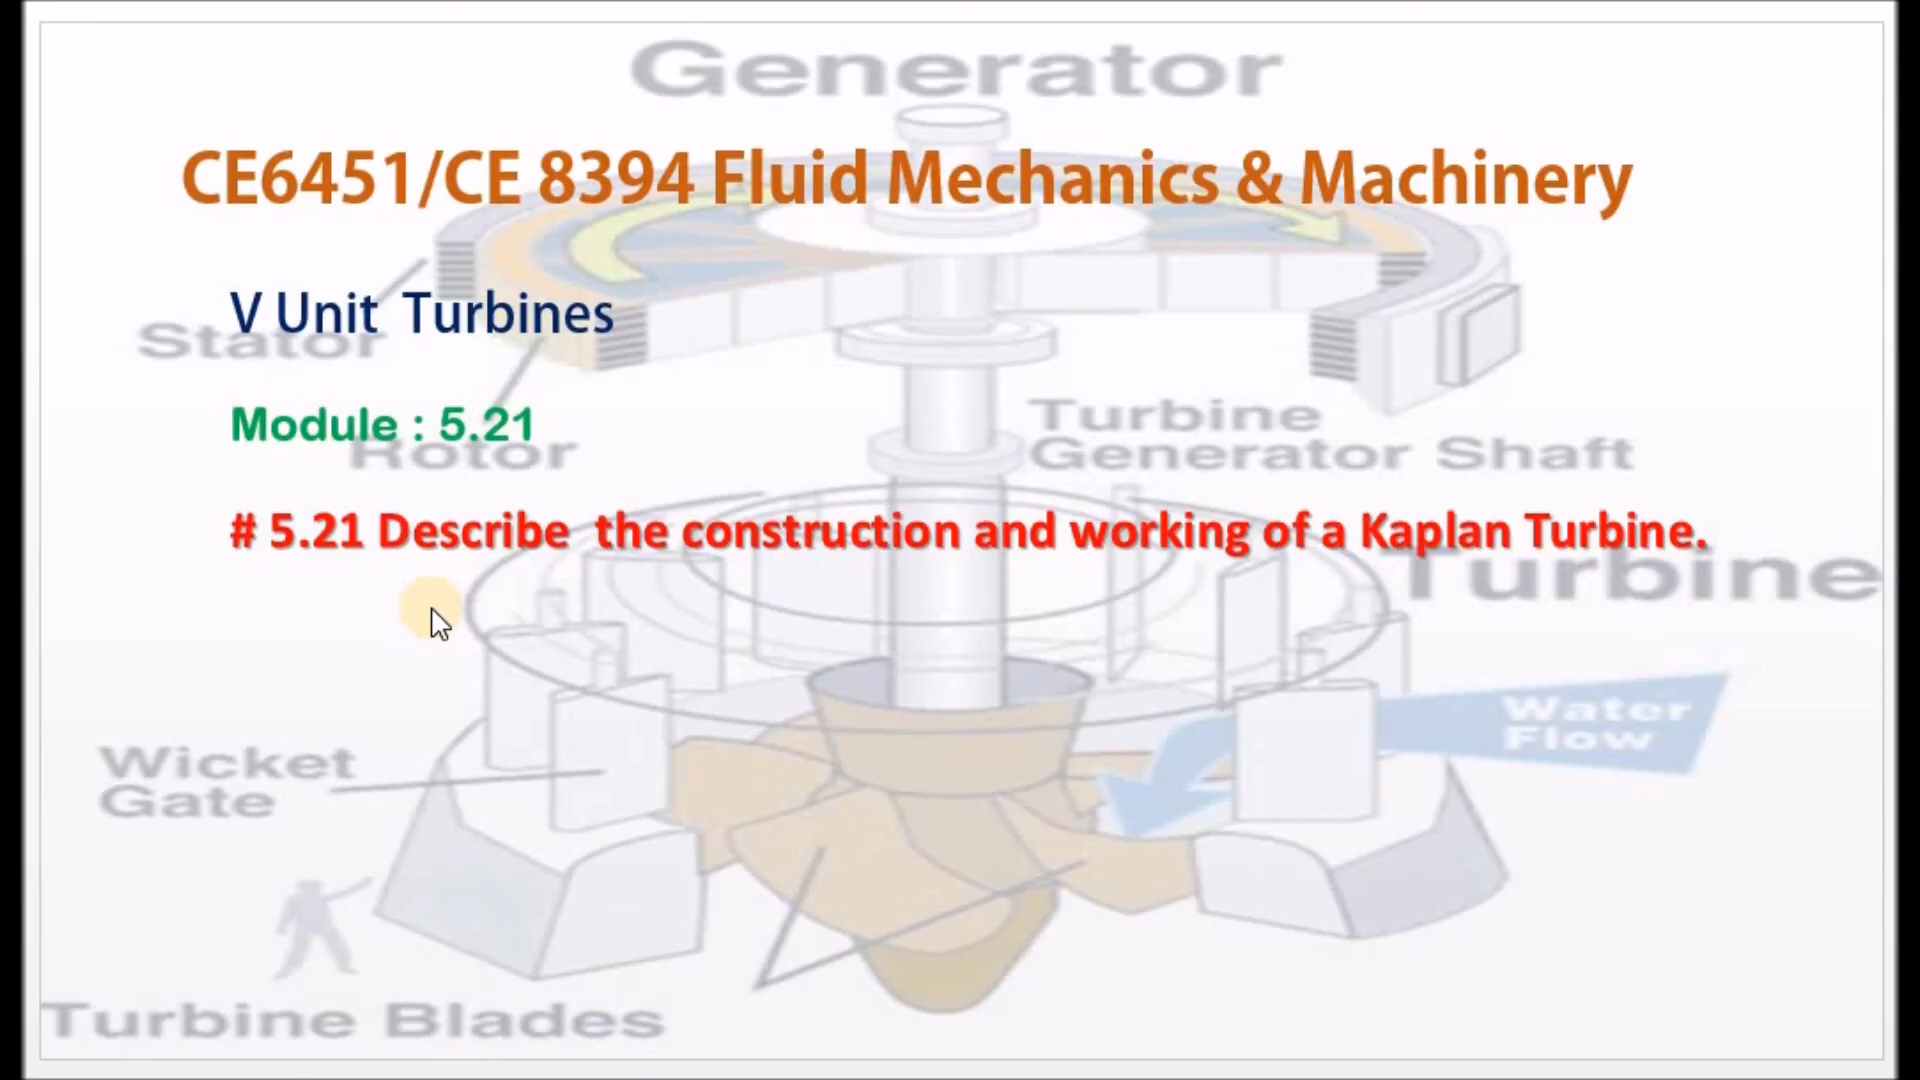 Generator
CE6451/CE 8394 Fluid Mechanics & Machinery
V Unit Turbines
Stator
Module : 5.21
Rotor
Turbine
Generator Shaft
# 5.21 Describe the construction and working of a Kaplan Turbine.
Turbine
Water
Flow
Wicket
Gate
Turbine Blades